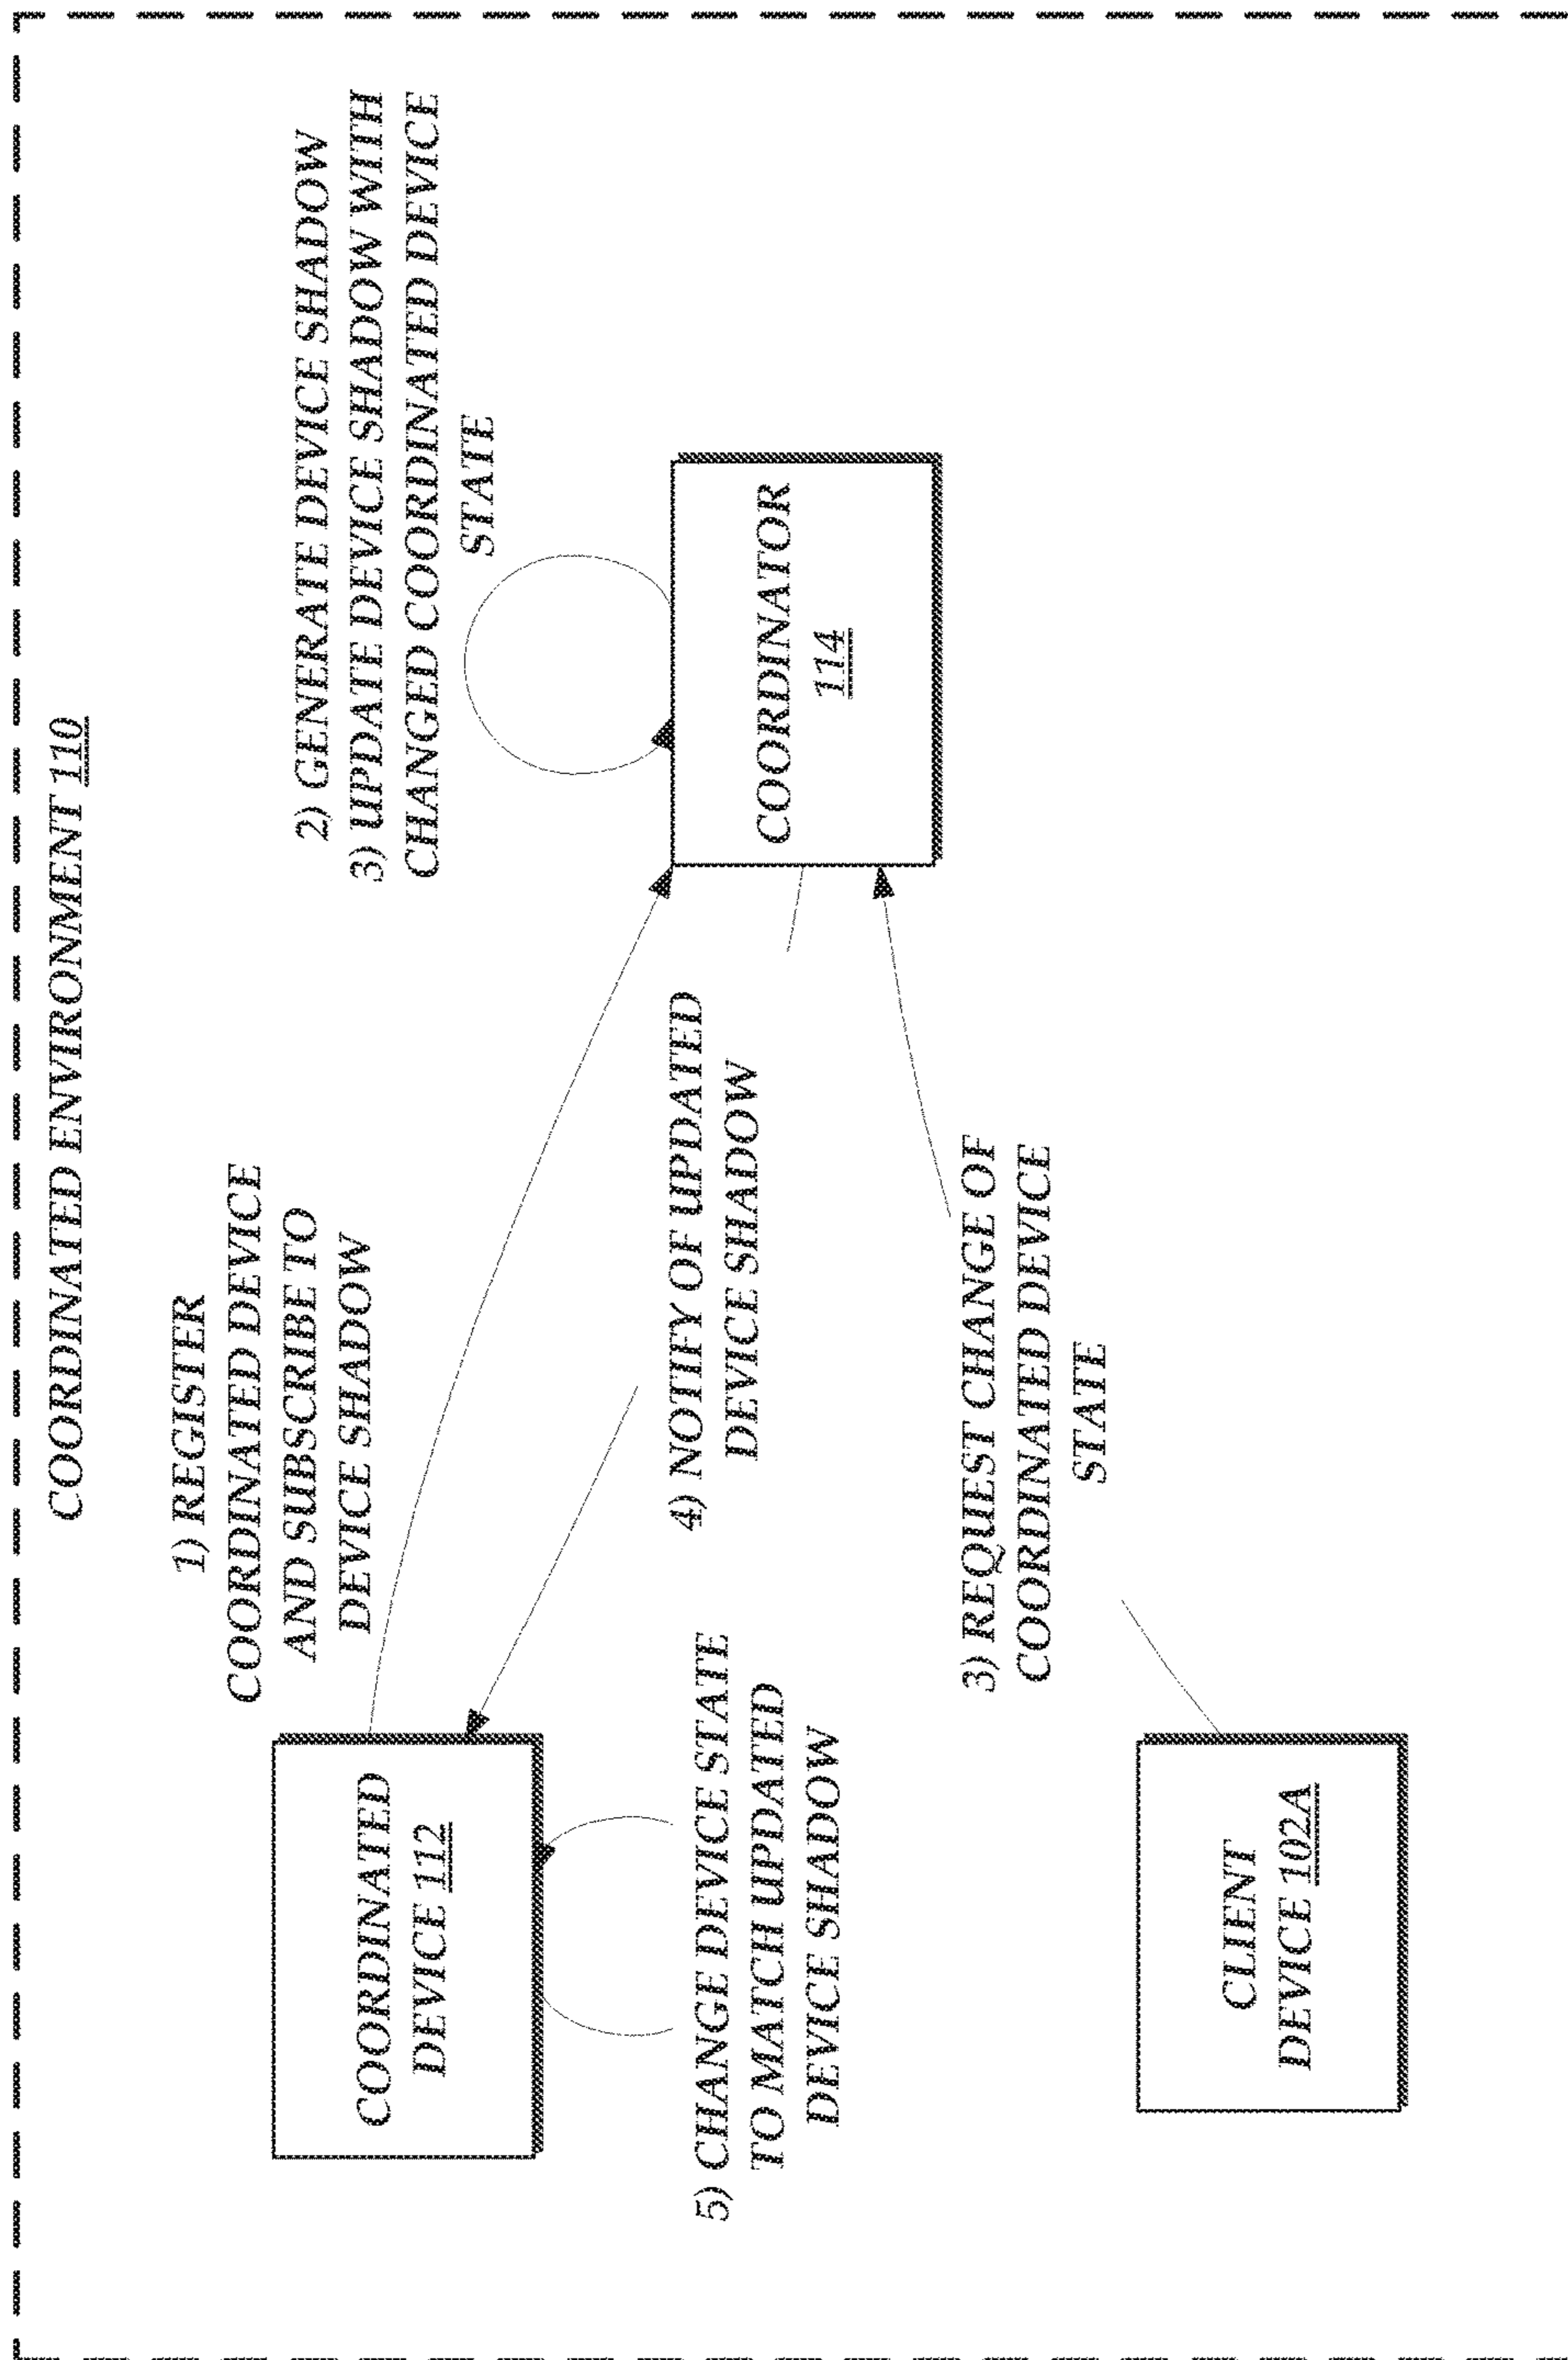 COORDINATED ENVIRONMENT 110
1) REGISTER
COORDINATED DEVICE
AND SUBSCRIBE TO
DEVICE SHADOW
2) GENERATE DEVICE SHADOW
3) UPDATE DEVICE SHADOW WITH
CHANGED COORDINATED DEVICE
STATE
COORDINATED
DEVICE 112
4) NOTIFY OF UPDATED
DEVICE SHADOW
COORDINATOR
114
5) CHANGE DEVICE STATE
TO MATCH UPDATED
DEVICE SHADOW
3) REQUEST CHANGE OF
COORDINATED DEVICE
STATE
CLIENT
DEVICE 102A